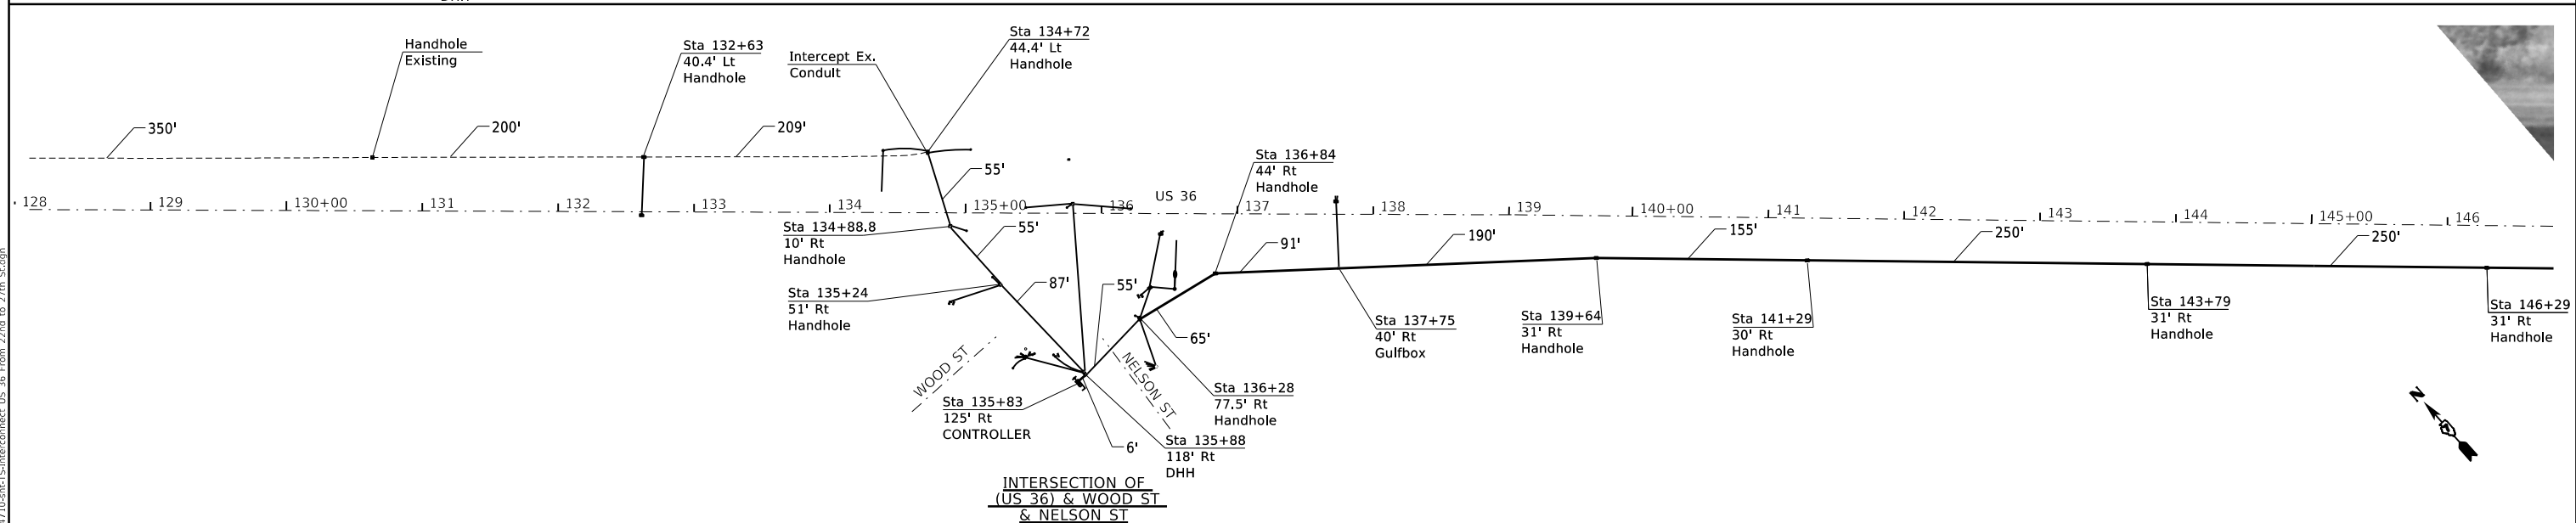 DHH
Handhole
Existing
Sta 132+63
40.4' Lt
Handhole
Intercept Ex.
Conduit
Sta 134+72
44.4' Lt
Handhole
350'
200'
209'
55'
Sta 136+84
44' Rt
Handhole
US 36
128
129
130+00
131
132
133
134
135+00
136
137
138
139
140+00
141
142
143
144
145+00
146
Sta 134+88.8
10' Rt
Handhole
55'
91'
190'
155'
250'
250'
Sta 135+24
51' Rt
Handhole
87'
55'
65'
Sta 137+75
40' Rt
Gulfbox
Sta 139+64
31' Rt
Handhole
Sta 141+29
30' Rt
Handhole
Sta 143+79
31' Rt
Handhole
Sta 146+29
31' Rt
Handhole
WOOD ST
NELSON ST
Sta 135+83
125' Rt
CONTROLLER
Sta 136+28
77.5' Rt
Handhole
6'
Sta 135+88
118' Rt
DHH
N
INTERSECTION OF
(US 36) & WOOD ST
& NELSON ST